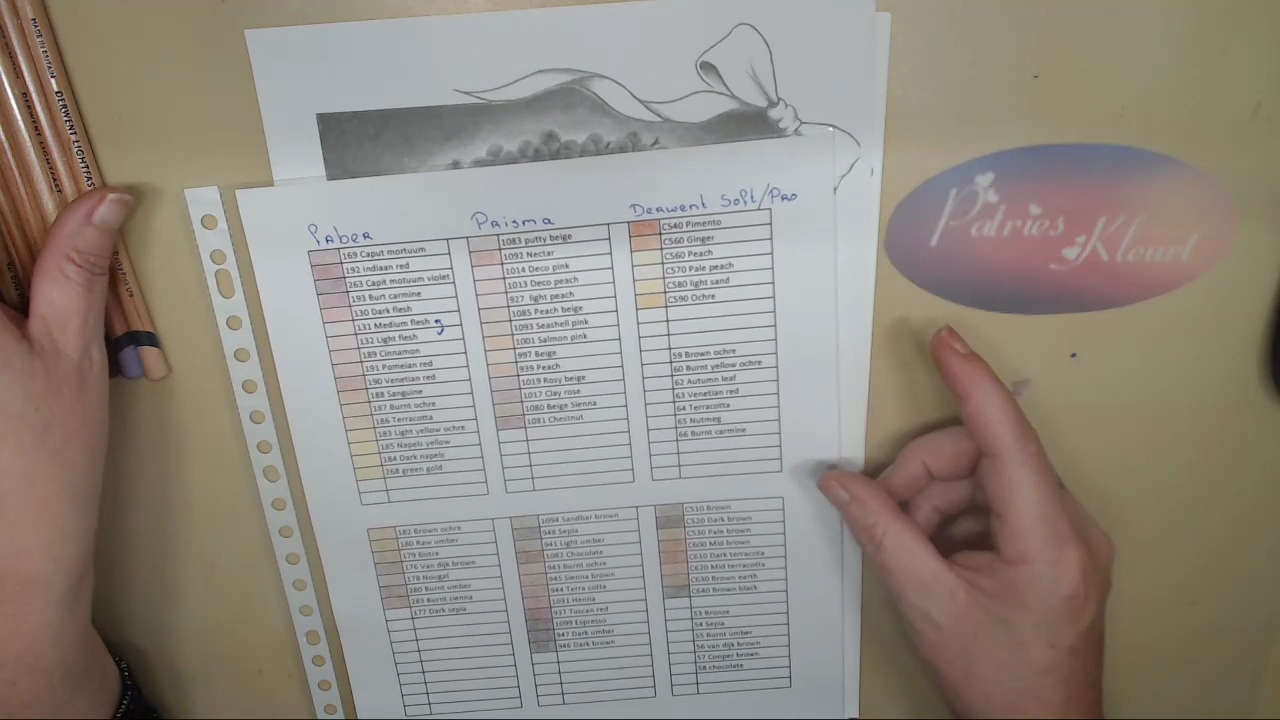 MADE IN BRITAIN
DERWENT LIGHTFAST
Patries
Kleurt
Faber
169 Caput mortuum
192 Indiaan red
263 Capit motuum violet
193 Burt carmine
130 Dark flesh
131 Medium flesh
132 Light flesh
189 Cinnamon
191 Pomeian red
190 Venetian red
188 Sanguine
187 Burnt ochre
186 Terracotta
183 Light yellow ochre
185 Napels yellow
184 Dark napels
268 green gold
Prisma
1083 putty beige
1092 Nectar
1014 Deco pink
1013 Deco peach
927 light peach
1085 Peach beige
1093 Seashell pink
1001 Salmon pink
997 Beige
939 Peach
1019 Rosy beige
1017 Clay rose
1080 Beige Sienna
1081 Chestnut
Derwent Soft/Pro
C540 Pimento
C560 Ginger
C560 Peach
C570 Pale peach
C580 light sand
C590 Ochre
59 Brown ochre
60 Burnt yellow ochre
62 Autumn leaf
63 Venetian red
64 Terracotta
65 Nutmeg
66 Burnt carmine
182 Brown ochre
180 Raw umber
179 Bistre
176 Van dijk brown
178 Nougat
280 Burnt umber
283 Burnt sienna
177 Dark sepia
1094 Sandbar brown
948 Sepia
941 Light umber
1082 Chocolate
943 Burnt ochre
945 Sienna brown
944 Terra cotta
1031 Henna
937 Tuscan red
1099 Espresso
947 Dark umber
946 Dark brown
C510 Brown
C520 Dark brown
C530 Pale brown
C600 Mid brown
C610 Dark terracotta
C620 Mid terracotta
C630 Brown earth
C640 Brown black
53 Bronze
54 Sepia
55 Burnt umber
56 van dijk brown
57 Cooper brown
58 chocolate